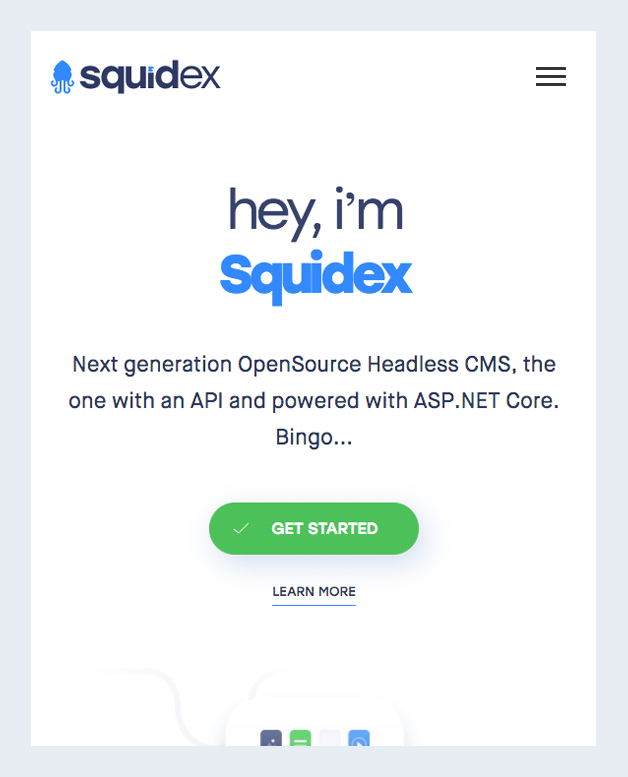 squidex
hey, i’m
Squidex
Next generation OpenSource Headless CMS, the
one with an API and powered with ASP.NET Core.
Bingo...
GET STARTED
LEARN MORE